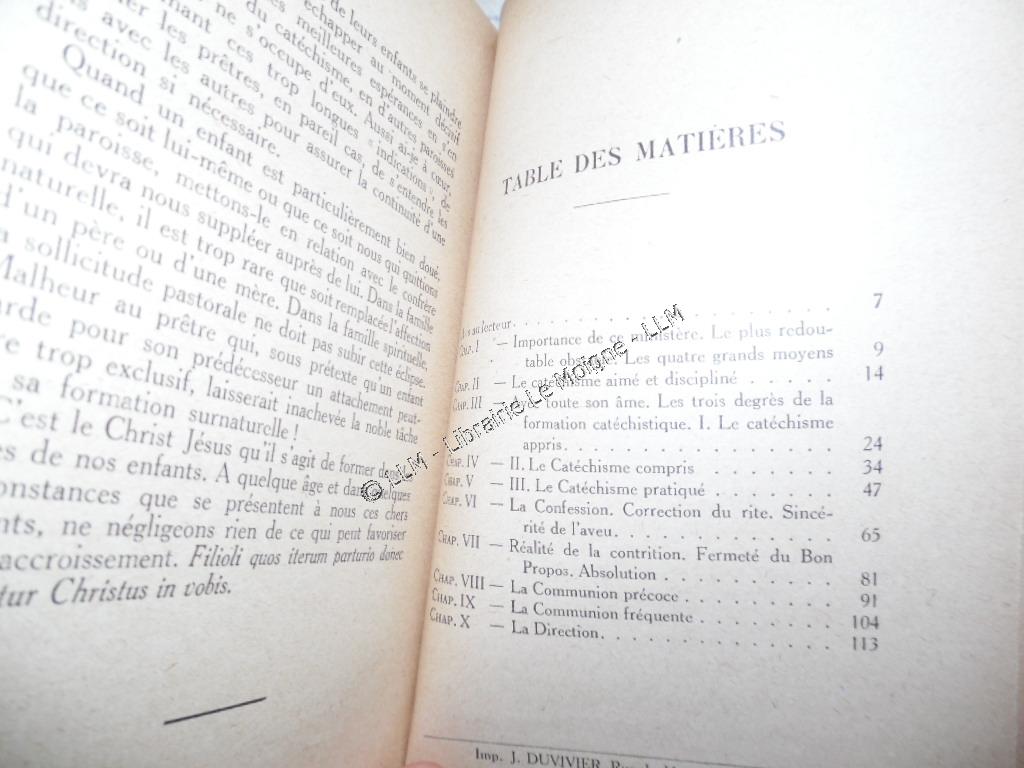 de leurs enfants se plaindre
échapper au moment décisif
meilleures espérances en s'en
du catéchisme, en d'autres paroisses
ne s'occupe d'eux. Aussi ai-je à cœur,
ces trop longues « indications », de
les prêtres, en pareil cas, de s'entendre les
avec les autres pour assurer la continuité d'une
direction si nécessaire.
Quand un enfant est particulièrement bien doué,
que ce soit lui-même ou que ce soit nous qui quittions
la paroisse, mettons-le en relation avec le confrère
qui devra nous suppléer auprès de lui. Dans la famille
naturelle, il est trop rare que soit remplacée l'affection
d'un père ou d'une mère. Dans la famille spirituelle,
sollicitude pastorale ne doit pas subir cette éclipse.
Malheur au prêtre qui, sous prétexte qu'un enfant
garde pour son prédécesseur un attachement peut-
trop exclusif, laisserait inachevée la noble tâche
sa formation surnaturelle !
C'est le Christ Jésus qu'il s'agit de former
de nos enfants. A quelque âge et dans quelques
que se présentent à nous ces chers
ne négligeons rien de ce qui peut favoriser
accroissement. Filioli quos iterum parturio donec
Christus in vobis.
TABLE DES MATIÈRES
au lecteur. 7
CHAP. I — Importance de ce ministère. Le plus redou-
table Les quatre grands moyens 9
CHAP. II — Le catéchisme aimé et discipliné 14
CHAP. III — toute son âme. Les trois degrès de la
formation catéchistique. I. Le catéchisme
appris. 24
CHAP. IV — II. Le Catéchisme compris 34
CHAP. V — III. Le Catéchisme pratiqué 47
CHAP. VI — La Confession. Correction du rite. Sincé-
rité de l'aveu. 65
CHAP. VII — Réalité de la contrition. Fermeté du Bon
Propos. Absolution 81
CHAP. VIII — La Communion précoce 91
CHAP. IX — La Communion fréquente 104
CHAP. X — La Direction. 113
Imp. J. DUVIVIER,
© LLM - Librairie Le Moigne - LLM